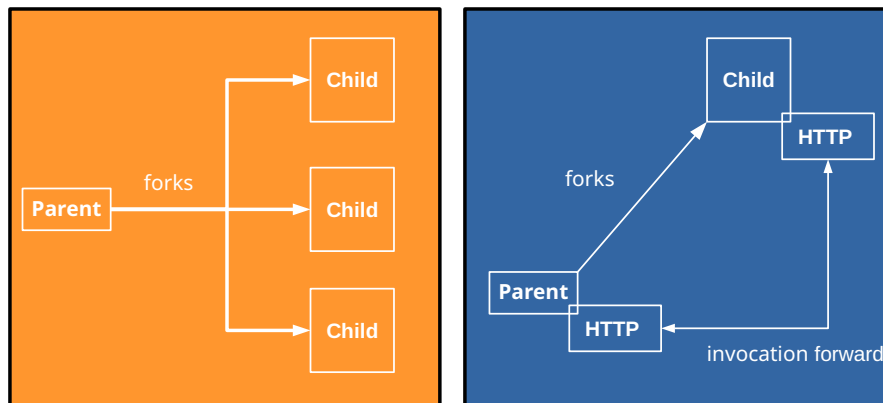 Child
forks
Parent
Child
Child
Child
HTTP
forks
Parent
HTTP
invocation forward